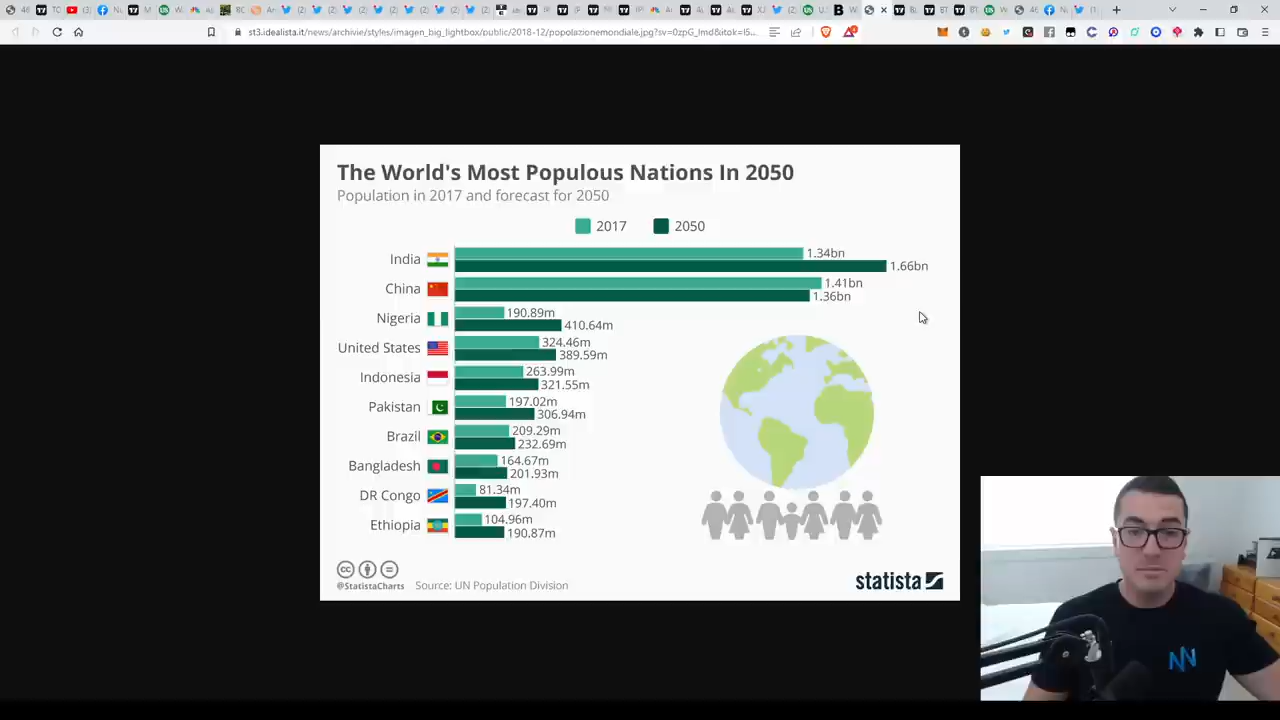 st3.idealista.it/news/archivie/styles/imagen_big_lightbox/public/2018-12/popolazionemondiale.jpg?sv=0zpG_lmd&itok=l5...
The World's Most Populous Nations In 2050
Population in 2017 and forecast for 2050
2017 2050
India 1.34bn
1.66bn
China 1.41bn
1.36bn
Nigeria 190.89m
410.64m
United States 324.46m
389.59m
Indonesia 263.99m
321.55m
Pakistan 197.02m
306.94m
Brazil 209.29m
232.69m
Bangladesh 164.67m
201.93m
DR Congo 81.34m
197.40m
Ethiopia 104.96m
190.87m
@StatistaCharts Source: UN Population Division
statista